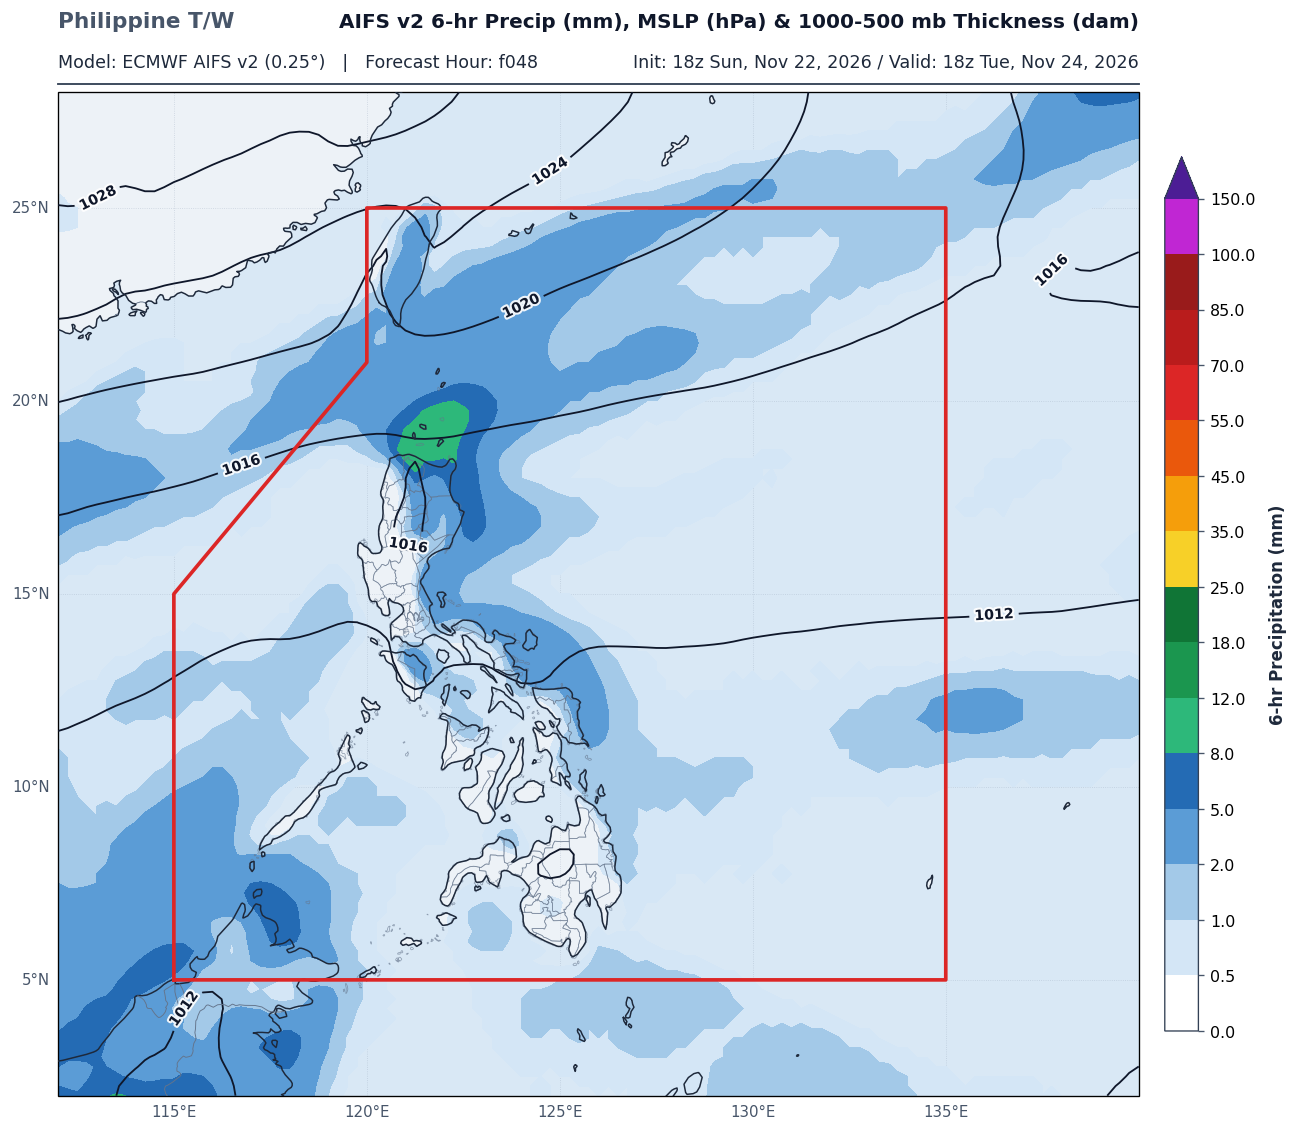 Philippine T/W
AIFS v2 6-hr Precip (mm), MSLP (hPa) & 1000-500 mb Thickness (dam)
Model: ECMWF AIFS v2 (0.25°) | Forecast Hour: f048
Init: 18z Sun, Nov 22, 2026 / Valid: 18z Tue, Nov 24, 2026
1028
1024
1016
1020
1016
1016
1012
1012
25°N
20°N
15°N
10°N
5°N
115°E
120°E
125°E
130°E
135°E
150.0
100.0
85.0
70.0
55.0
45.0
35.0
25.0
18.0
12.0
8.0
5.0
2.0
1.0
0.5
0.0
6-hr Precipitation (mm)